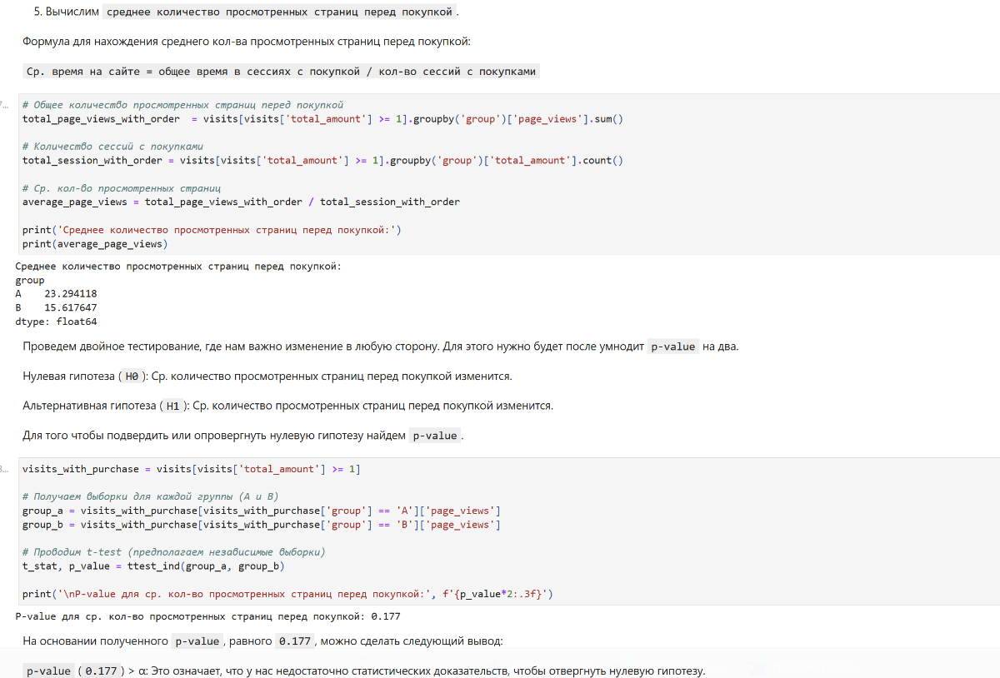 5. Вычислим среднее количество просмотренных страниц перед покупкой .
Формула для нахождения среднего кол-ва просмотренных страниц перед покупкой:
Ср. время на сайте = общее время в сессиях с покупкой / кол-во сессий с покупками
# Общее количество просмотренных страниц перед покупкой
total_page_views_with_order  = visits[visits['total_amount'] >= 1].groupby('group')['page_views'].sum()
# Количество сессий с покупками
total_session_with_order = visits[visits['total_amount'] >= 1].groupby('group')['total_amount'].count()
# Ср. кол-во просмотренных страниц
average_page_views = total_page_views_with_order / total_session_with_order
print('Среднее количество просмотренных страниц перед покупкой:')
print(average_page_views)
Среднее количество просмотренных страниц перед покупкой:
group
A    23.294118
B    15.617647
dtype: float64
Проведем двойное тестирование, где нам важно изменение в любую сторону. Для этого нужно будет после умнодит p-value на два.
Нулевая гипотеза ( H0 ): Ср. количество просмотренных страниц перед покупкой изменится.
Альтернативная гипотеза ( H1 ): Ср. количество просмотренных страниц перед покупкой изменится.
Для того чтобы подвердить или опровергнуть нулевую гипотезу найдем p-value .
visits_with_purchase = visits[visits['total_amount'] >= 1]
# Получаем выборки для каждой группы (A и B)
group_a = visits_with_purchase[visits_with_purchase['group'] == 'A']['page_views']
group_b = visits_with_purchase[visits_with_purchase['group'] == 'B']['page_views']
# Проводим t-test (предполагаем независимые выборки)
t_stat, p_value = ttest_ind(group_a, group_b)
print('\nP-value для ср. кол-во просмотренных страниц перед покупкой:', f'{p_value*2:.3f}')
P-value для ср. кол-во просмотренных страниц перед покупкой: 0.177
На основании полученного p-value , равного 0.177 , можно сделать следующий вывод:
p-value ( 0.177 ) > α: Это означает, что у нас недостаточно статистических доказательств, чтобы отвергнуть нулевую гипотезу.